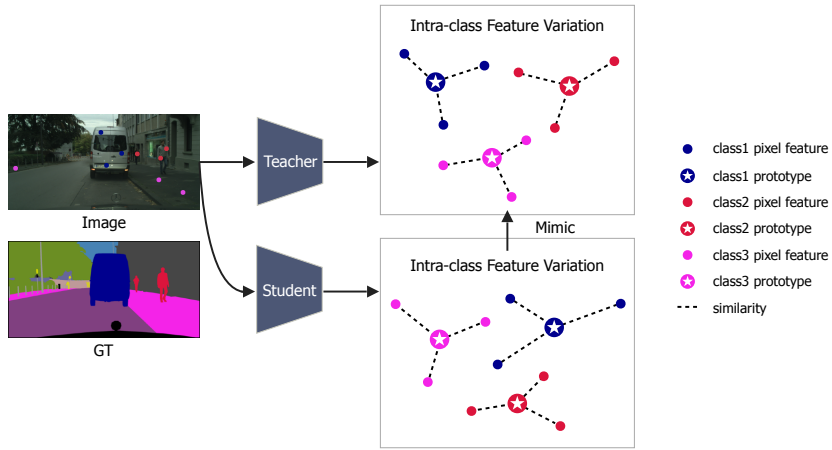 Intra-class Feature Variation
Teacher
Image
Mimic
Student
GT
Intra-class Feature Variation
class1 pixel feature
class1 prototype
class2 pixel feature
class2 prototype
class3 pixel feature
class3 prototype
similarity